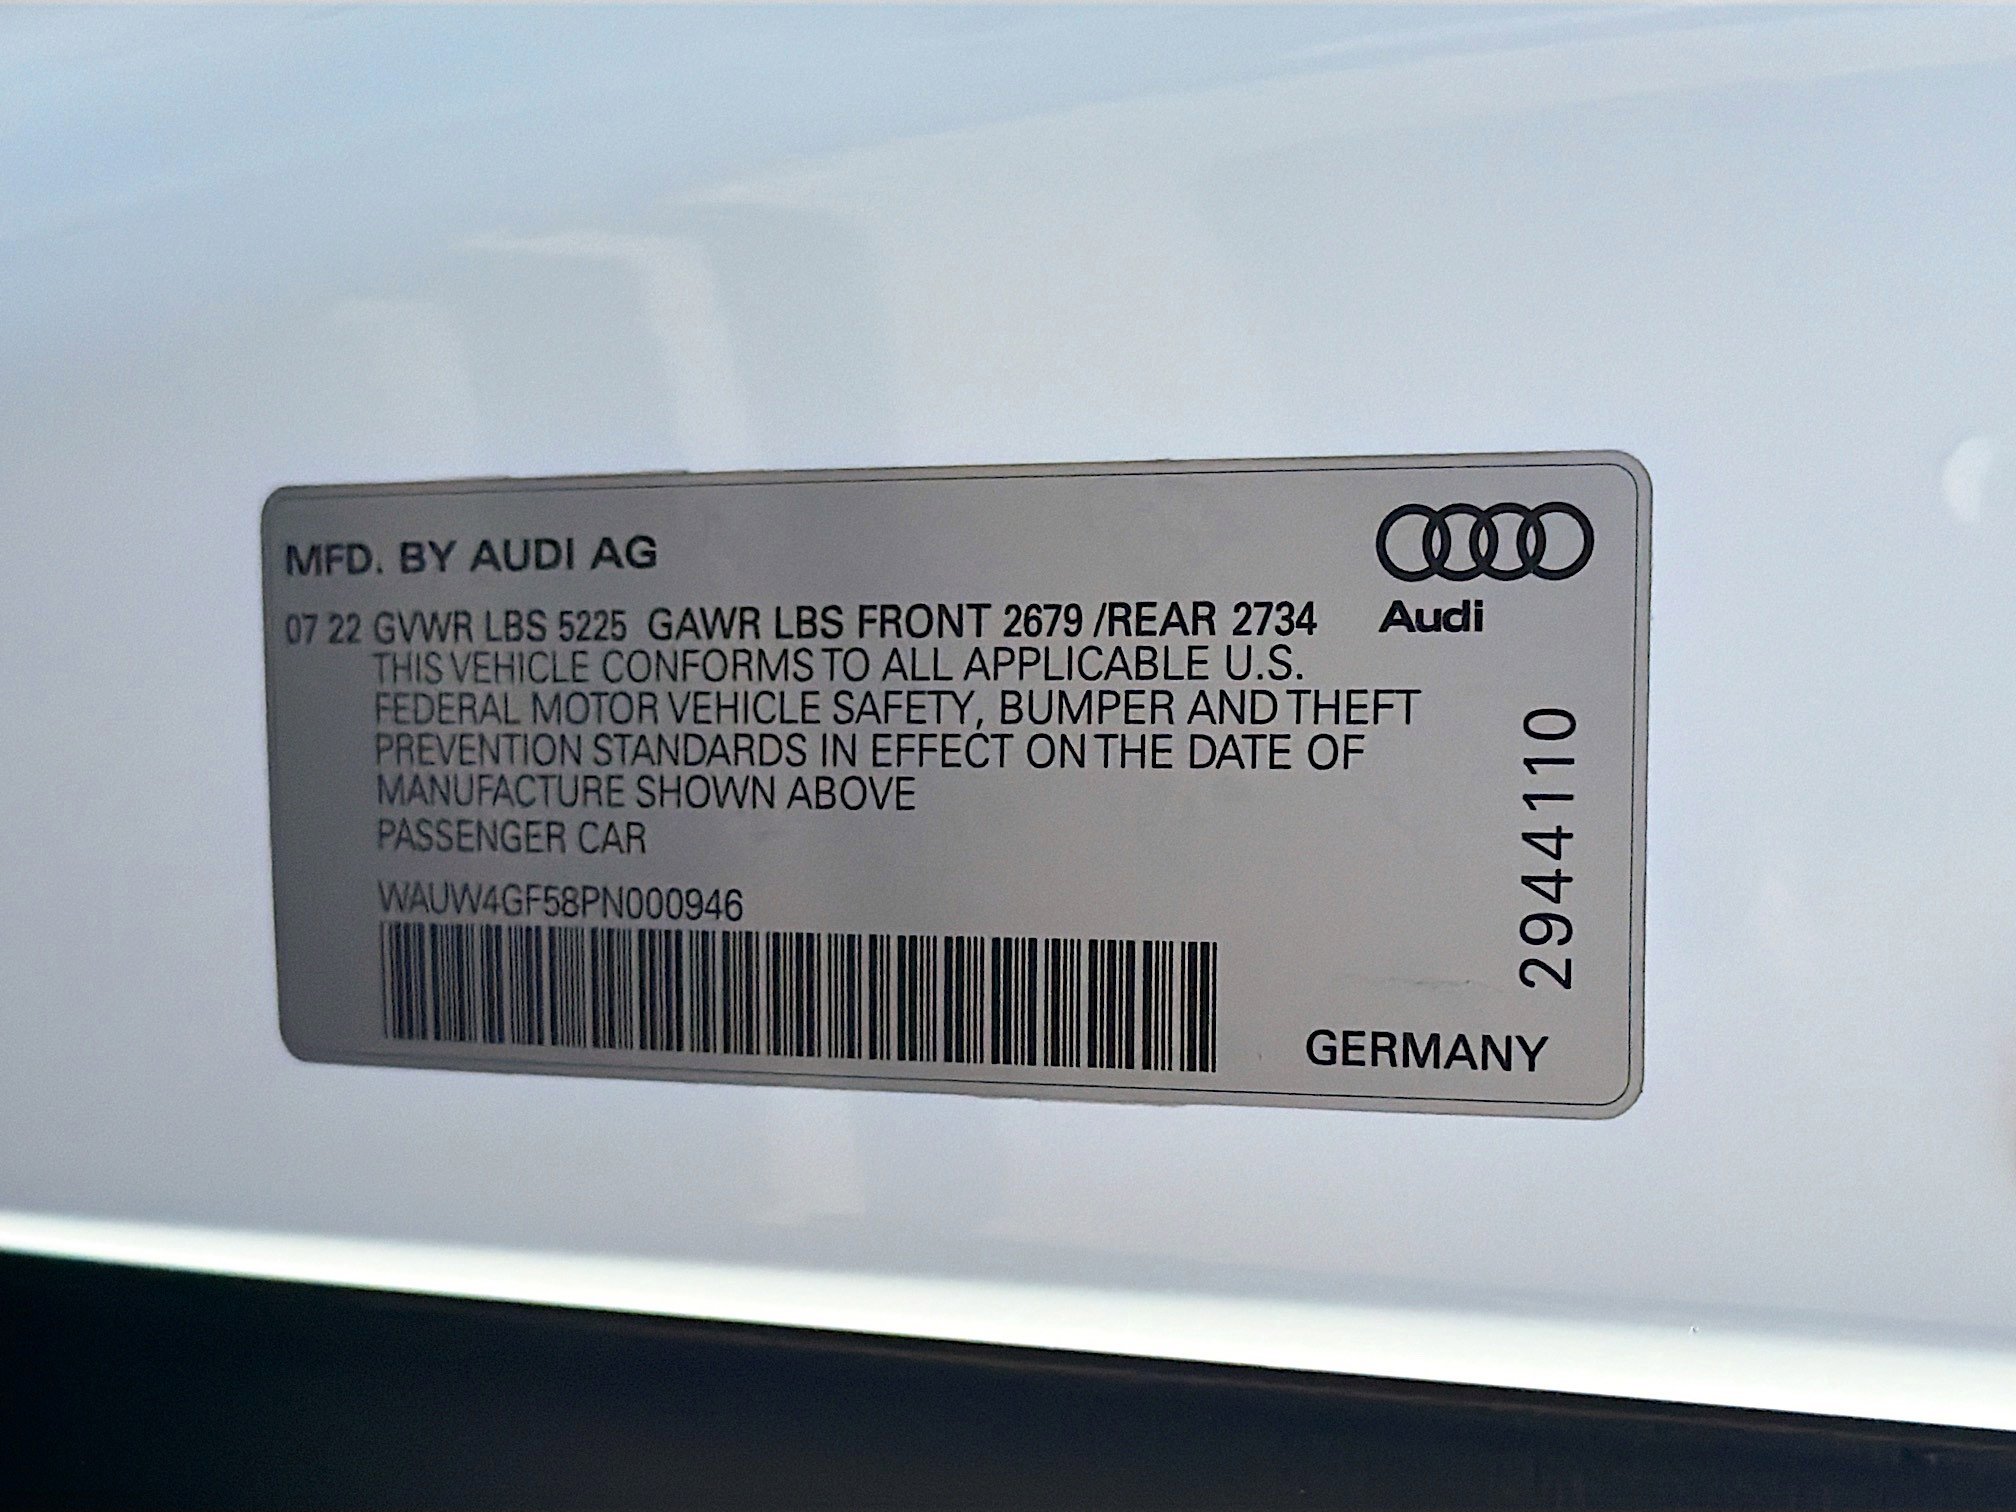 MFD. BY AUDI AG
Audi
07 22 GVWR LBS 5225 GAWR LBS FRONT 2679 /REAR 2734
THIS VEHICLE CONFORMS TO ALL APPLICABLE U.S.
FEDERAL MOTOR VEHICLE SAFETY, BUMPER AND THEFT
PREVENTION STANDARDS IN EFFECT ON THE DATE OF
MANUFACTURE SHOWN ABOVE
PASSENGER CAR
WAUW4GF58PN000946
2944110
GERMANY